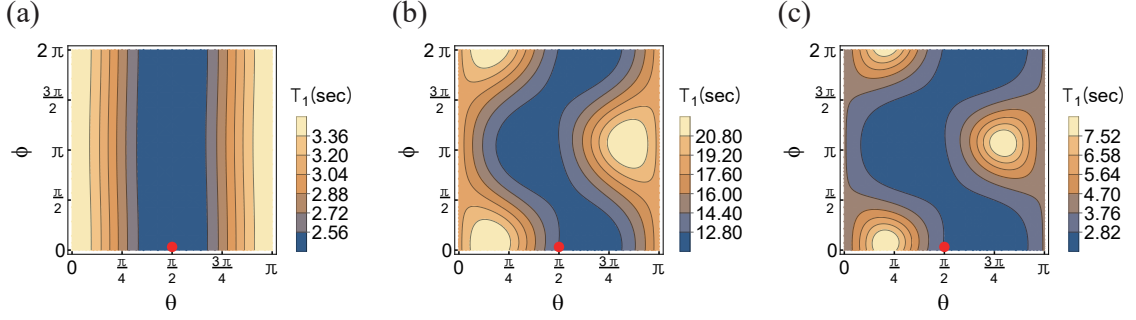 (a)
2 π
3π/2
π
π/2
0
ϕ
0 π/4 π/2 3π/4 π
θ
T1(sec)
3.36
3.20
3.04
2.88
2.72
2.56
(b)
2 π
3π/2
π
π/2
0
ϕ
0 π/4 π/2 3π/4 π
θ
T1(sec)
20.80
19.20
17.60
16.00
14.40
12.80
(c)
2 π
3π/2
π
π/2
0
ϕ
0 π/4 π/2 3π/4 π
θ
T1(sec)
7.52
6.58
5.64
4.70
3.76
2.82